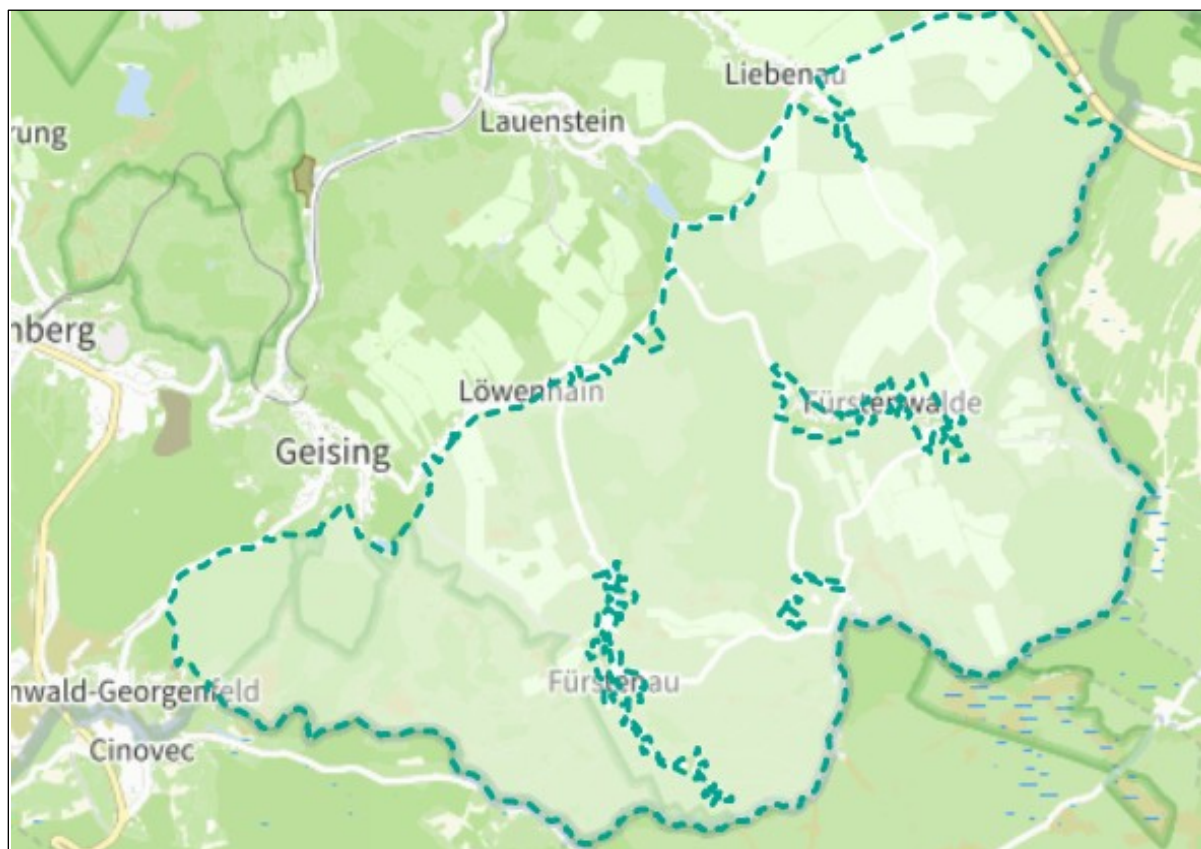 Liebenau
Lauenstein
rung
nberg
Löwenhain
Fürstenwalde
Geising
Fürstenau
nwald-Georgenfeld
Cinovec